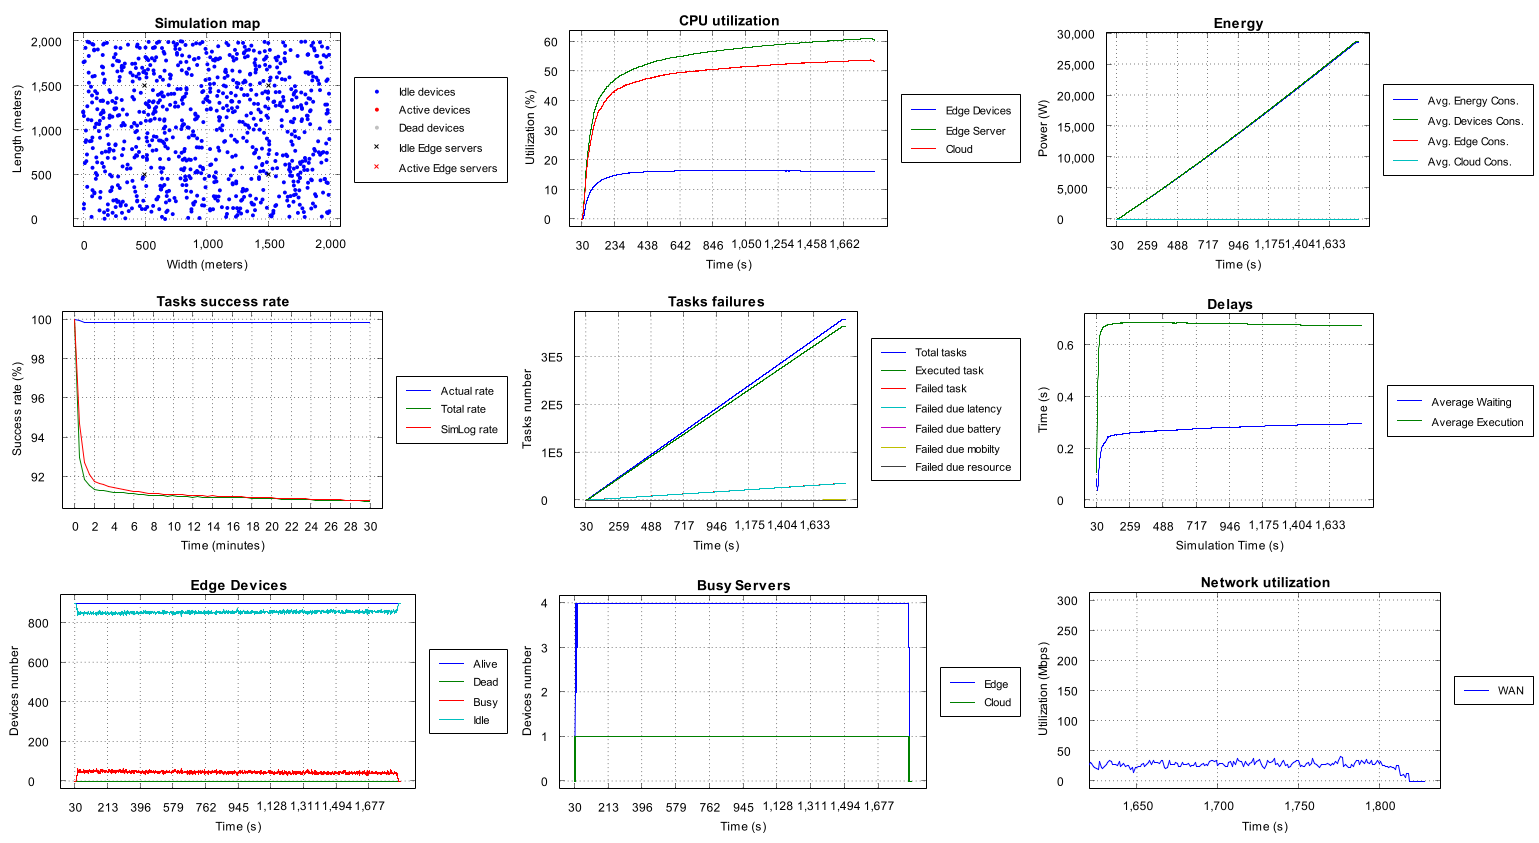 Simulation map
2,000
1,500
1,000
500
0
0 500 1,000 1,500 2,000
Length (meters)
Width (meters)
Idle devices
Active devices
Dead devices
Idle Edge servers
Active Edge servers
CPU utilization
60
50
40
30
20
10
0
30 234 438 642 846 1,050 1,254 1,458 1,662
Utilization (%)
Time (s)
Edge Devices
Edge Server
Cloud
Energy
30,000
25,000
20,000
15,000
10,000
5,000
0
30 259 488 717 946 1,175 1,404 1,633
Power (W)
Time (s)
Avg. Energy Cons.
Avg. Devices Cons.
Avg. Edge Cons.
Avg. Cloud Cons.
Tasks success rate
100
98
96
94
92
0 2 4 6 8 10 12 14 16 18 20 22 24 26 28 30
Success rate (%)
Time (minutes)
Actual rate
Total rate
SimLog rate
Tasks failures
3E5
2E5
1E5
0
30 259 488 717 946 1,175 1,404 1,633
Tasks number
Time (s)
Total tasks
Executed task
Failed task
Failed due latency
Failed due battery
Failed due mobilty
Failed due resource
Delays
0.6
0.4
0.2
0
30 259 488 717 946 1,175 1,404 1,633
Time (s)
Simulation Time (s)
Average Waiting
Average Execution
Edge Devices
800
600
400
200
0
30 213 396 579 762 945 1,128 1,311 1,494 1,677
Devices number
Time (s)
Alive
Dead
Busy
Idle
Busy Servers
4
3
2
1
0
30 213 396 579 762 945 1,128 1,311 1,494 1,677
Devices number
Time (s)
Edge
Cloud
Network utilization
300
250
200
150
100
50
0
1,650 1,700 1,750 1,800
Utilization (Mbps)
Time (s)
WAN